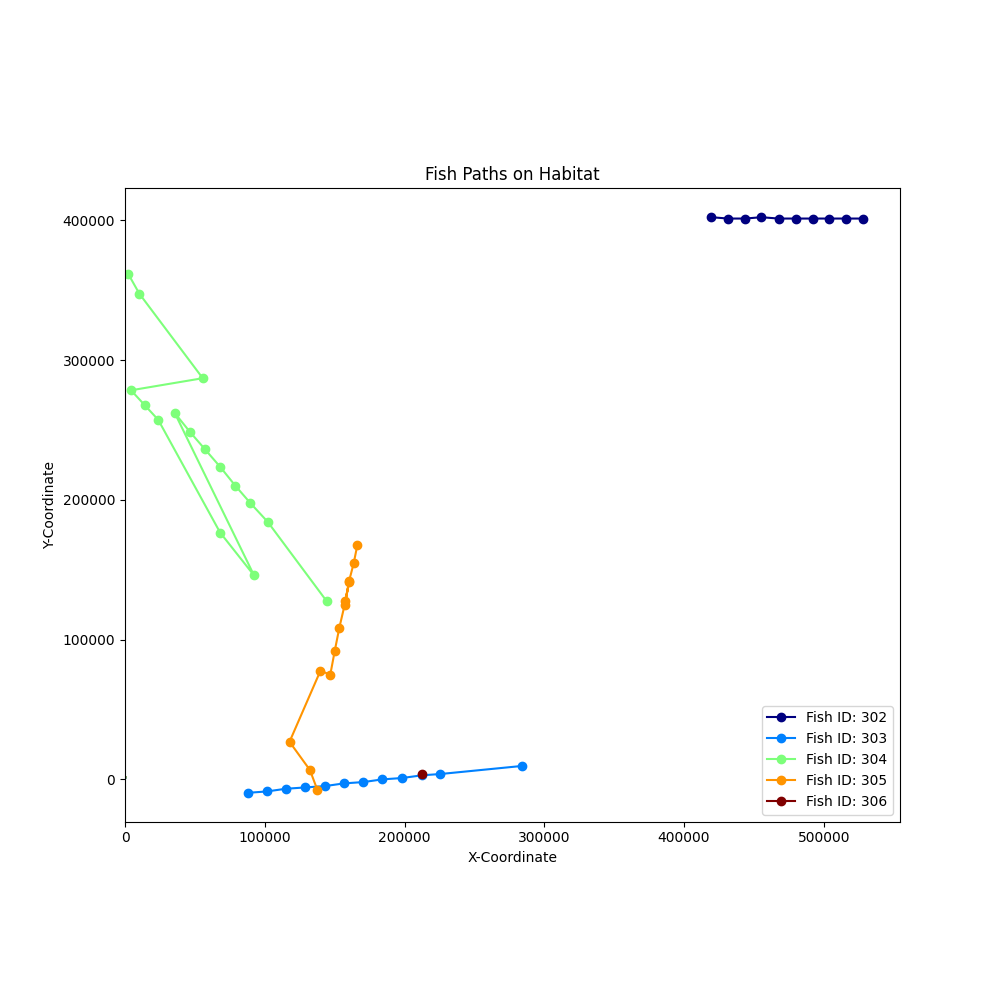 Fish Paths on Habitat
400000
300000
200000
100000
0
Y-Coordinate
0
100000
200000
300000
400000
500000
X-Coordinate
Fish ID: 302
Fish ID: 303
Fish ID: 304
Fish ID: 305
Fish ID: 306